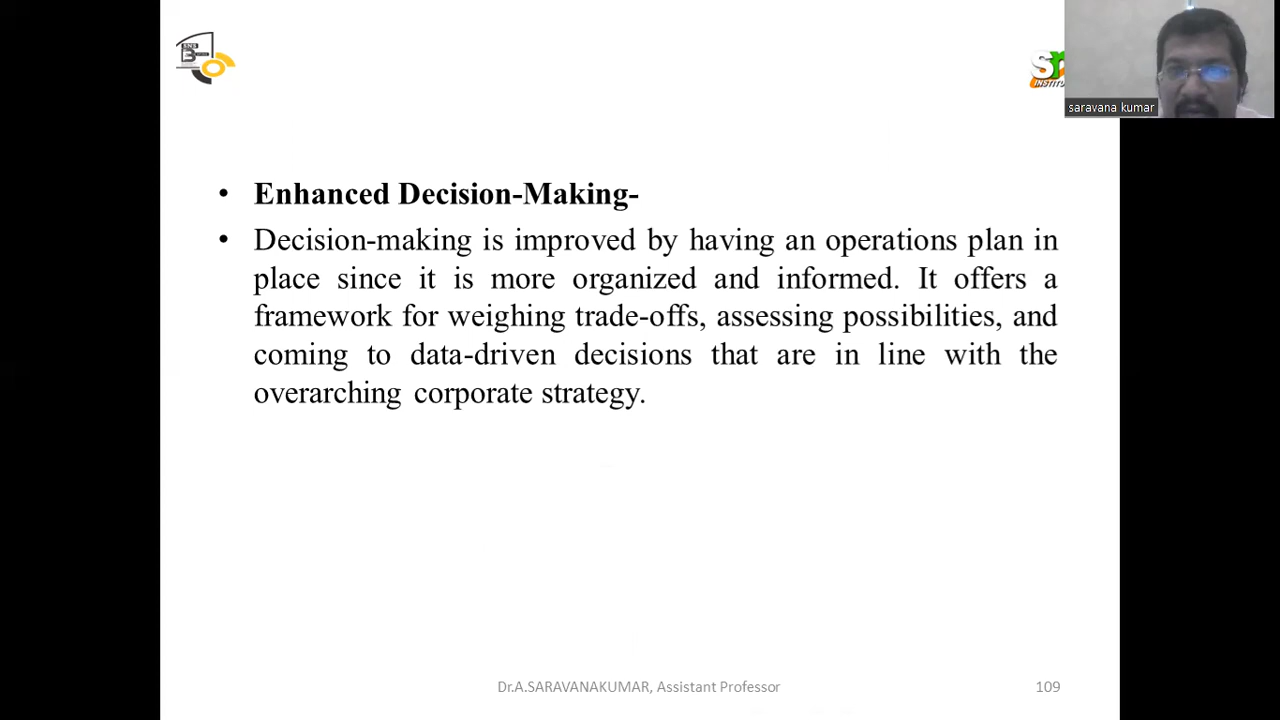 saravana kumar
• Enhanced Decision-Making-
• Decision-making is improved by having an operations plan in
place since it is more organized and informed. It offers a
framework for weighing trade-offs, assessing possibilities, and
coming to data-driven decisions that are in line with the
overarching corporate strategy.
Dr.A.SARAVANAKUMAR, Assistant Professor
109